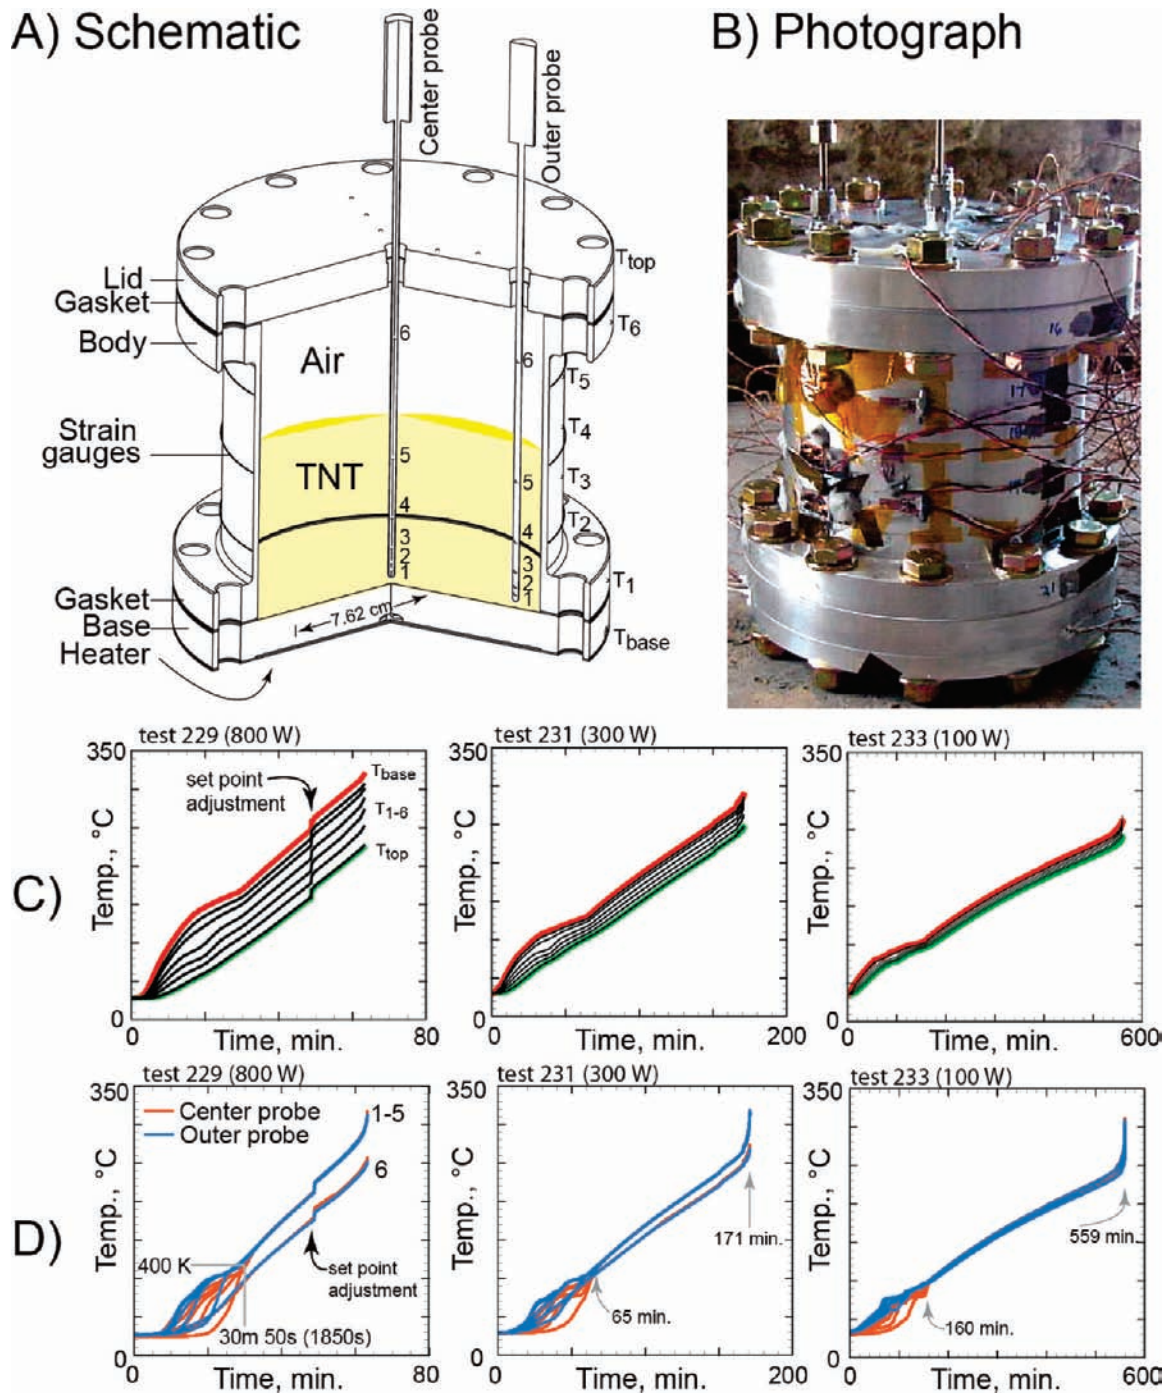 A) Schematic
B) Photograph
Center probe
Outer probe
Lid
Gasket
Body
Strain
gauges
Gasket
Base
Heater
Air
TNT
6
5
4
3
2
1
6
5
4
3
2
1
7.62 cm
Ttop
T6
T5
T4
T3
T2
T1
Tbase
16
17
21
C)
test 229 (800 W)
350
Temp., °C
0
set point
adjustment
Tbase
T1-6
Ttop
0
Time, min.
80
test 231 (300 W)
350
Temp., °C
0
0
Time, min.
200
test 233 (100 W)
350
Temp., °C
0
0
Time, min.
600
D)
test 229 (800 W)
350
Temp., °C
0
Center probe
Outer probe
1-5
6
400 K
set point
adjustment
30m 50s (1850s)
0
Time, min.
80
test 231 (300 W)
350
Temp., °C
0
171 min.
65 min.
0
Time, min.
200
test 233 (100 W)
350
Temp., °C
0
559 min.
160 min.
0
Time, min.
600